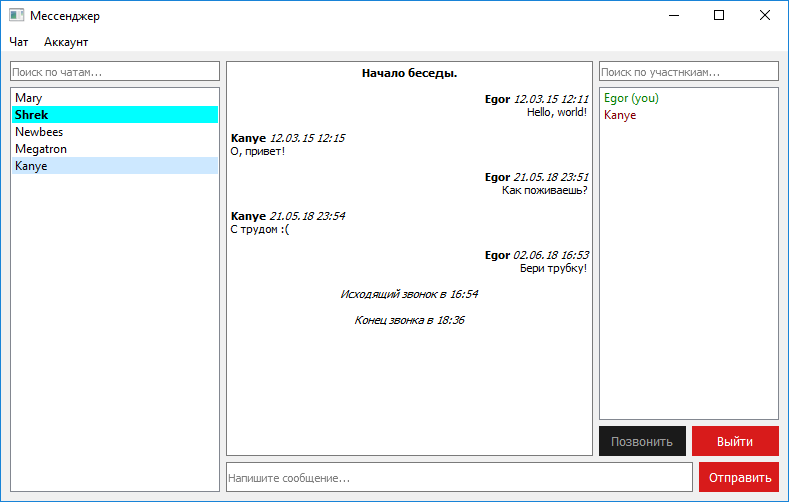 Мессенджер
Чат Аккаунт
Поиск по чатам...
Mary
Shrek
Newbees
Megatron
Kanye
Начало беседы.
Egor 12.03.15 12:11
Hello, world!
Kanye 12.03.15 12:15
О, привет!
Egor 21.05.18 23:51
Как поживаешь?
Kanye 21.05.18 23:54
С трудом :(
Egor 02.06.18 16:53
Бери трубку!
Исходящий звонок в 16:54
Конец звонка в 18:36
Напишите сообщение...
Поиск по участнкиам...
Egor (you)
Kanye
Позвонить Выйти
Отправить